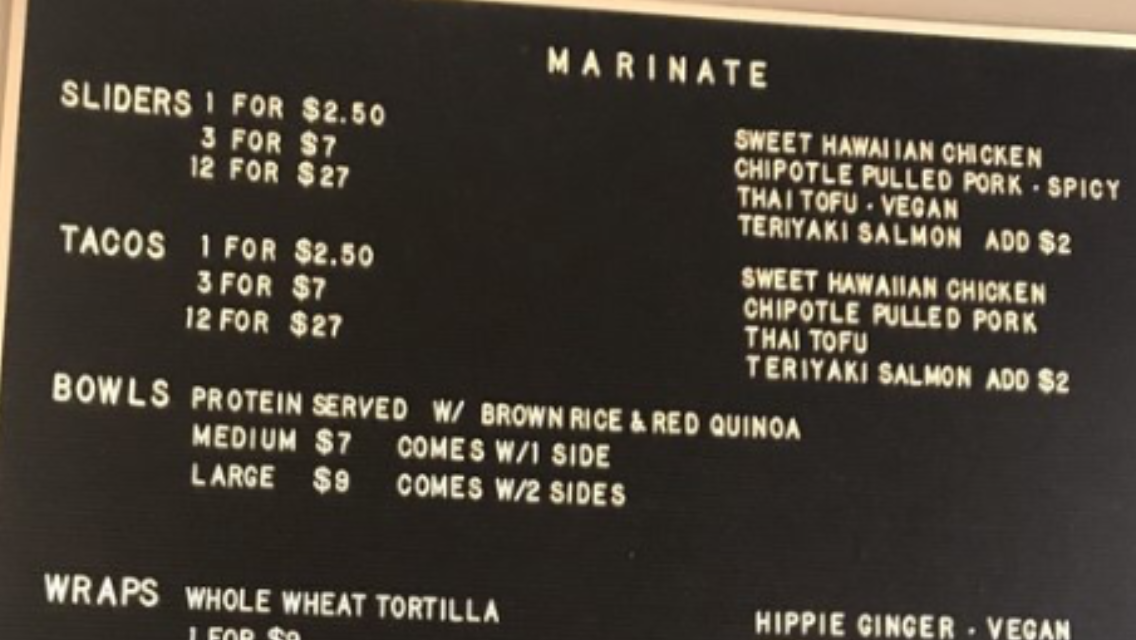 MARINATE
SLIDERS 1 FOR $2.50
3 FOR $7
12 FOR $27
SWEET HAWAIIAN CHICKEN
CHIPOTLE PULLED PORK - SPICY
THAI TOFU - VEGAN
TERIYAKI SALMON ADD $2
TACOS 1 FOR $2.50
3 FOR $7
12 FOR $27
SWEET HAWAIIAN CHICKEN
CHIPOTLE PULLED PORK
THAI TOFU
TERIYAKI SALMON ADD $2
BOWLS PROTEIN SERVED W/ BROWN RICE & RED QUINOA
MEDIUM $7 COMES W/1 SIDE
LARGE $9 COMES W/2 SIDES
WRAPS WHOLE WHEAT TORTILLA
1 FOR $9
HIPPIE GINGER - VEGAN